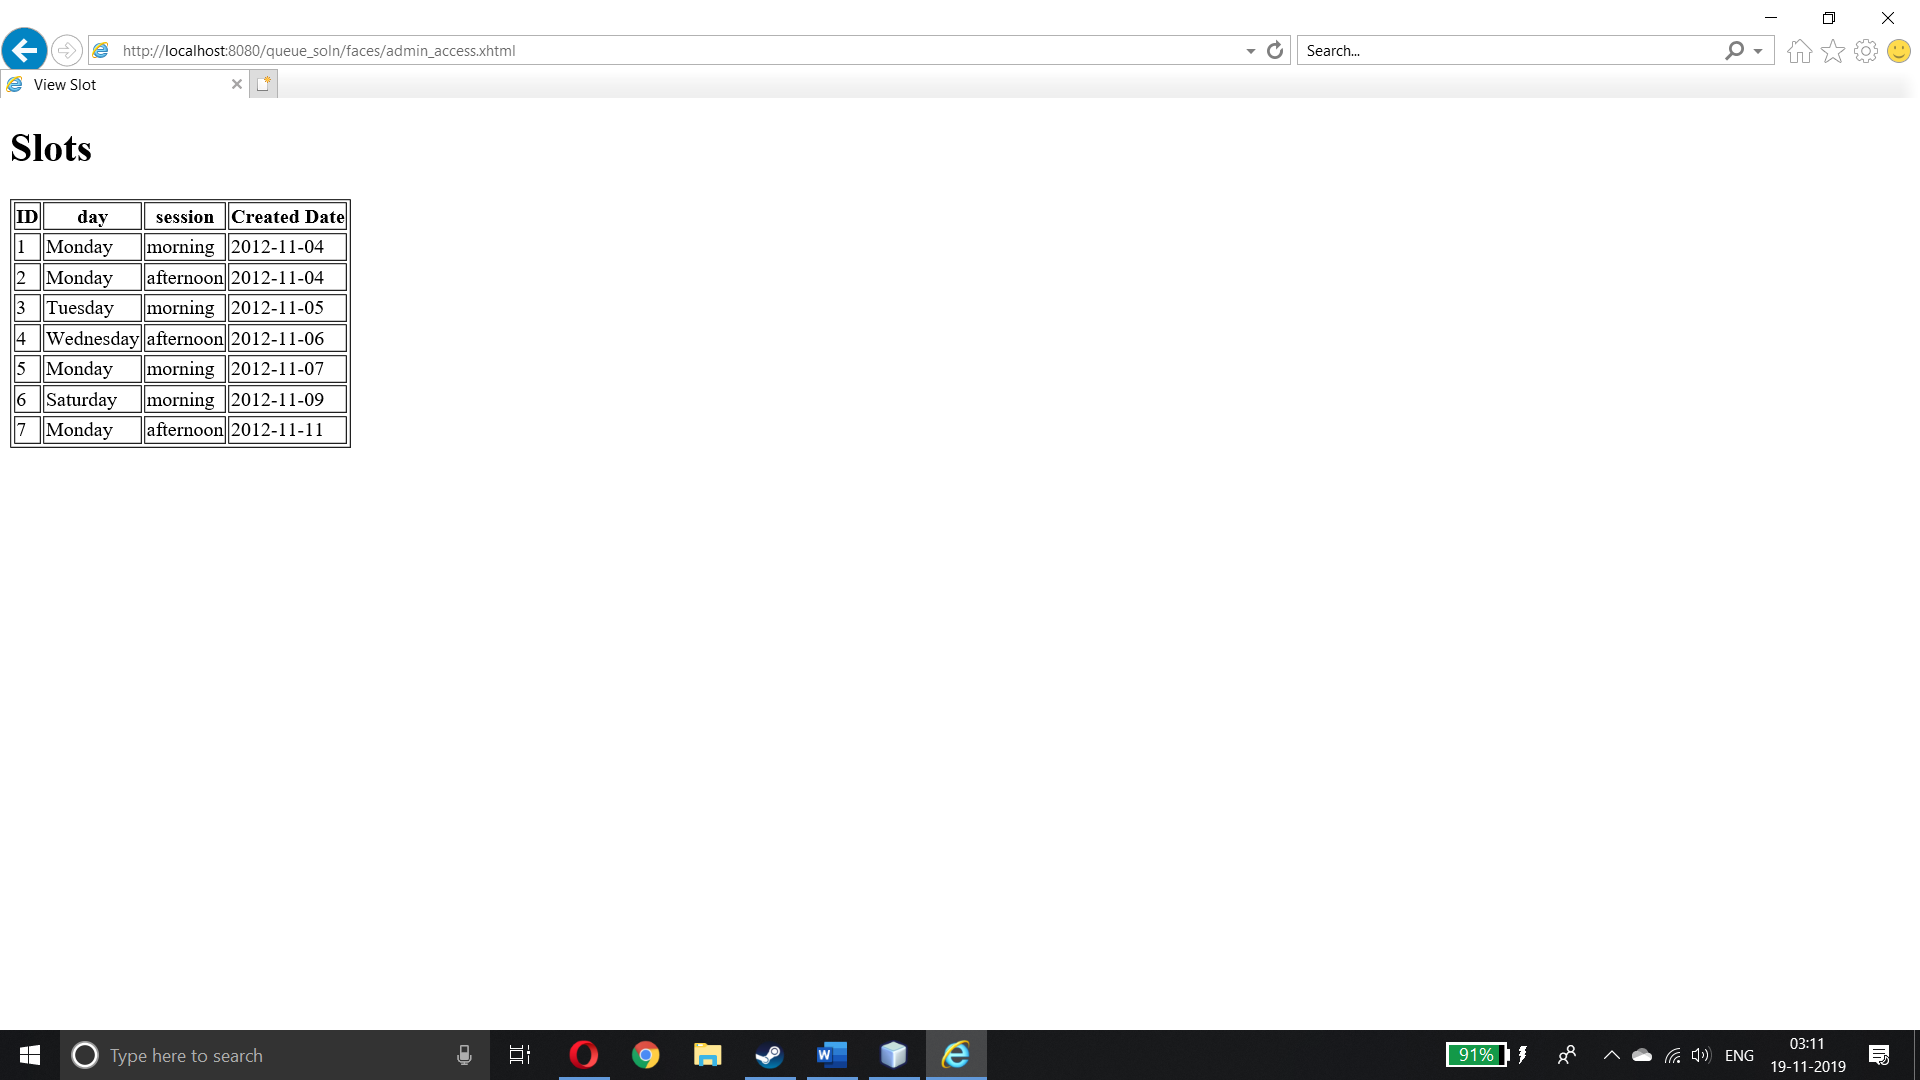 http://localhost:8080/queue_soln/faces/admin_access.xhtml
Search...
View Slot
Slots
ID day session Created Date
1 Monday morning 2012-11-04
2 Monday afternoon 2012-11-04
3 Tuesday morning 2012-11-05
4 Wednesday afternoon 2012-11-06
5 Monday morning 2012-11-07
6 Saturday morning 2012-11-09
7 Monday afternoon 2012-11-11
Type here to search
W
91%
ENG
03:11
19-11-2019